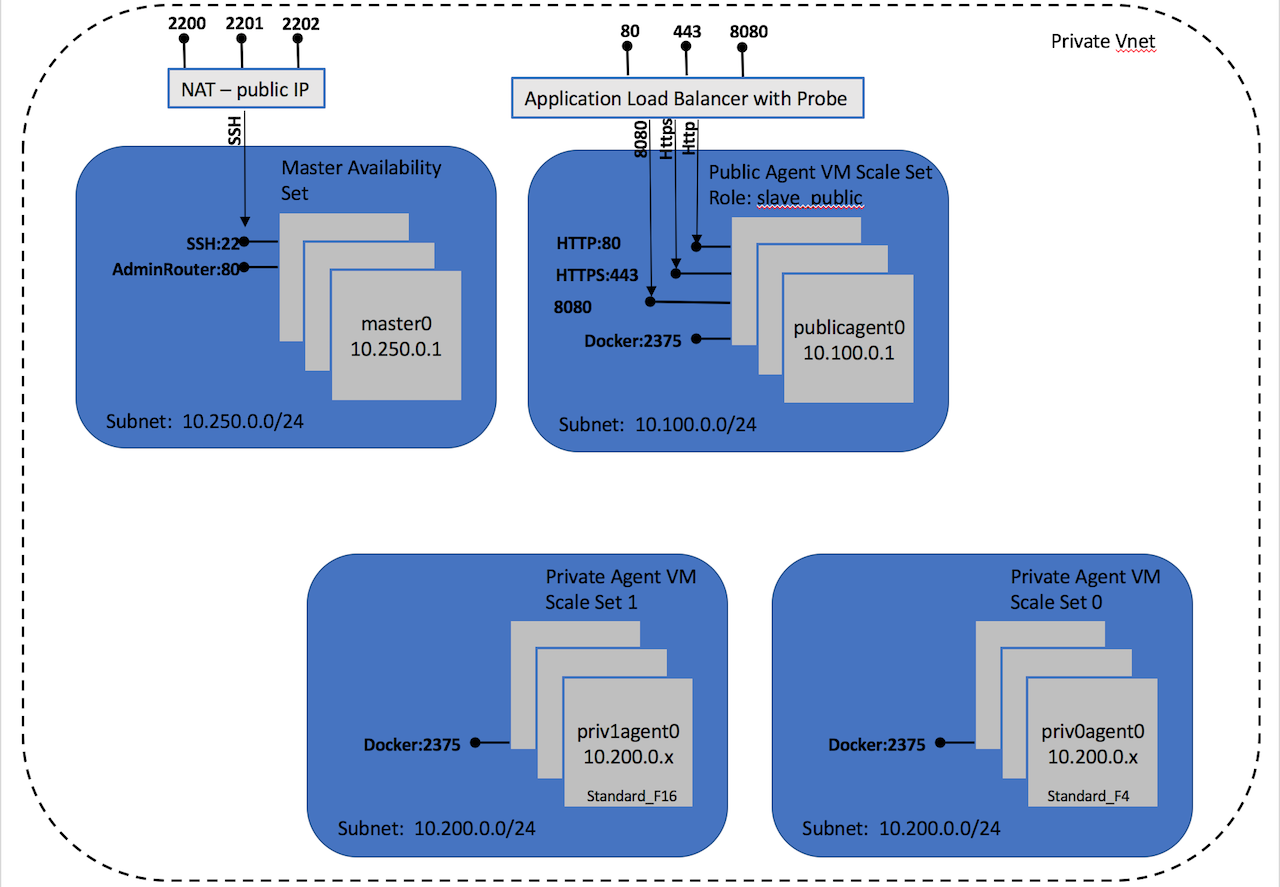 2200 2201 2202
NAT – public IP
SSH
Master Availability
Set
SSH:22
AdminRouter:80
master0
10.250.0.1
Subnet: 10.250.0.0/24
80 443 8080
Application Load Balancer with Probe
8080 Https Http
Public Agent VM Scale Set
Role: slave_public
HTTP:80
HTTPS:443
8080
Docker:2375
publicagent0
10.100.0.1
Subnet: 10.100.0.0/24
Private Vnet
Private Agent VM
Scale Set 1
Docker:2375
priv1agent0
10.200.0.x
Standard_F16
Subnet: 10.200.0.0/24
Private Agent VM
Scale Set 0
Docker:2375
priv0agent0
10.200.0.x
Standard_F4
Subnet: 10.200.0.0/24